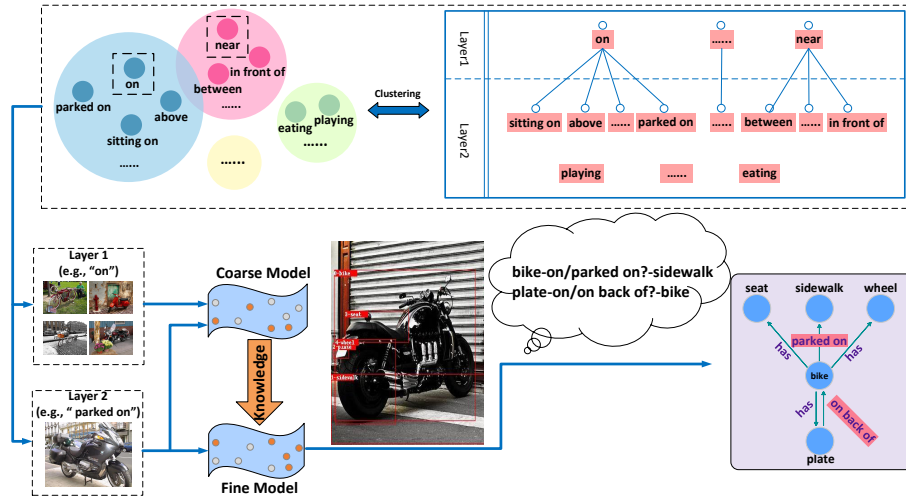 near
on
in front of
between
......
parked on
above
sitting on
......
eating
playing
......
......
Clustering
Layer1
Layer2
on
......
near
sitting on
above
......
parked on
......
between
......
in front of
playing
......
eating
Layer 1
(e.g., “on”)
Coarse Model
Knowledge
Layer 2
(e.g., “ parked on”)
Fine Model
bike-on/parked on?-sidewalk
plate-on/on back of?-bike
seat
sidewalk
wheel
parked on
has
has
bike
has
on back of
plate